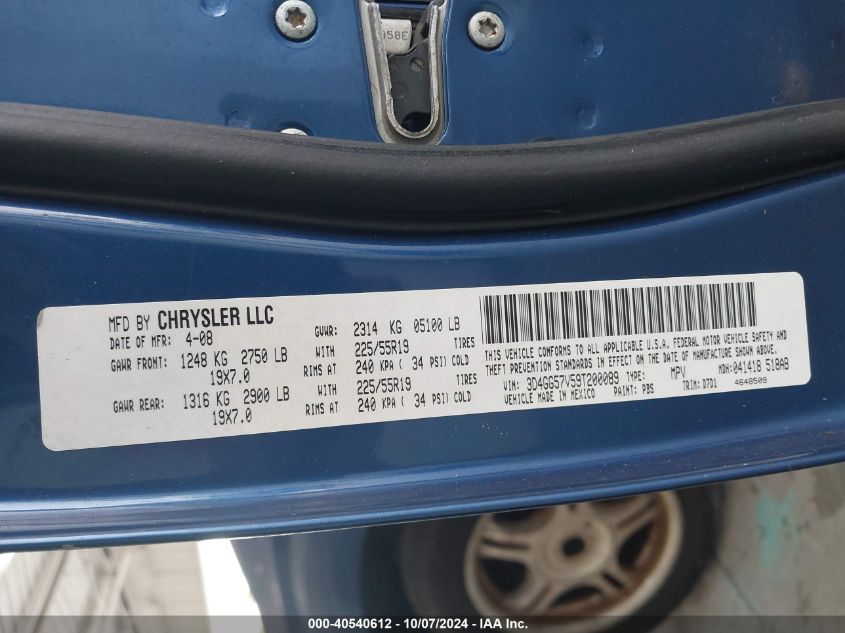 958E
MFD BY CHRYSLER LLC
DATE OF MFR: 4-08
GVWR: 2314 KG 05100 LB
GAWR FRONT: 1248 KG 2750 LB WITH 225/55R19 TIRES
19X7.0 RIMS AT 240 KPA ( 34 PSI) COLD
GAWR REAR: 1316 KG 2900 LB WITH 225/55R19 TIRES
19X7.0 RIMS AT 240 KPA ( 34 PSI) COLD
THIS VEHICLE CONFORMS TO ALL APPLICABLE U.S.A. FEDERAL MOTOR VEHICLE SAFETY AND
THEFT PREVENTION STANDARDS IN EFFECT ON THE DATE OF MANUFACTURE SHOWN ABOVE.
VIN: 3D4GG57V59T200089 TYPE: MPV MDH:041418 518AB
VEHICLE MADE IN MEXICO PAINT: PBS TRIM: D7D1 4648509
000-40540612 - 10/07/2024 - IAA Inc.